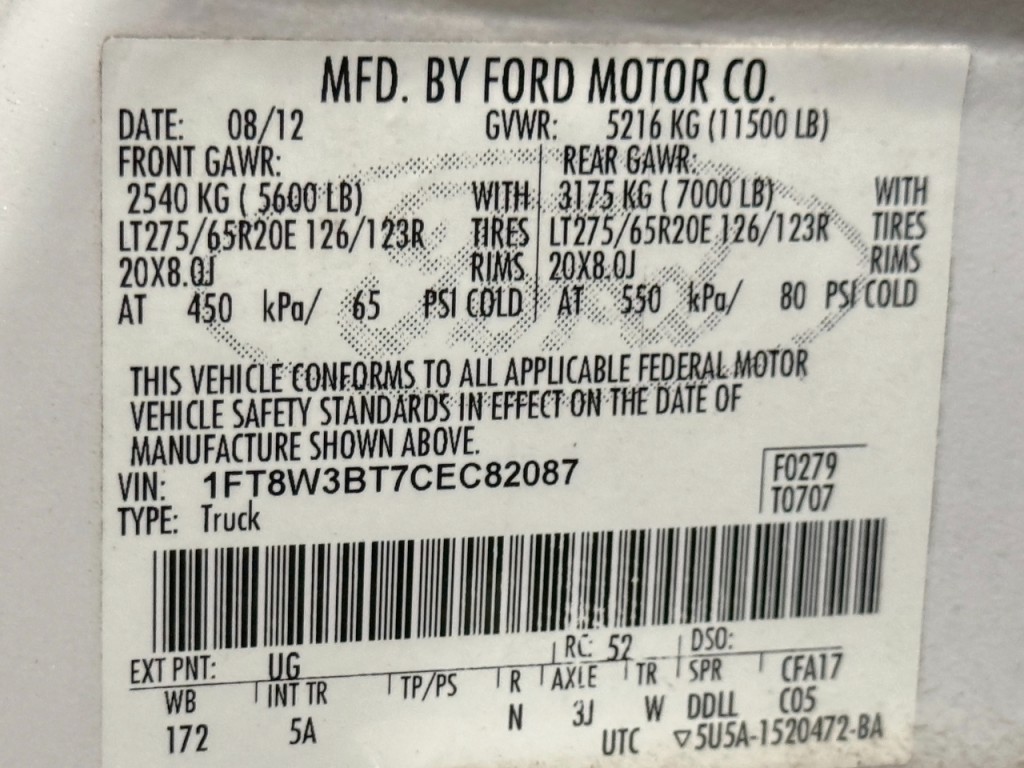 MFD. BY FORD MOTOR CO.
DATE: 08/12 GVWR: 5216 KG (11500 LB)
FRONT GAWR: REAR GAWR:
2540 KG ( 5600 LB) WITH 3175 KG ( 7000 LB) WITH
LT275/65R20E 126/123R TIRES LT275/65R20E 126/123R TIRES
20X8.0J RIMS 20X8.0J RIMS
AT 450 kPa/ 65 PSI COLD AT 550 kPa/ 80 PSI COLD
Ford
THIS VEHICLE CONFORMS TO ALL APPLICABLE FEDERAL MOTOR
VEHICLE SAFETY STANDARDS IN EFFECT ON THE DATE OF
MANUFACTURE SHOWN ABOVE.
VIN: 1FT8W3BT7CEC82087 F0279
TYPE: Truck T0707
EXT PNT: UG RC: 52 DSO:
WB INT TR TP/PS R AXLE TR SPR CFA17
172 5A N 3J W DDLL C05
UTC ▽5U5A-1520472-BA